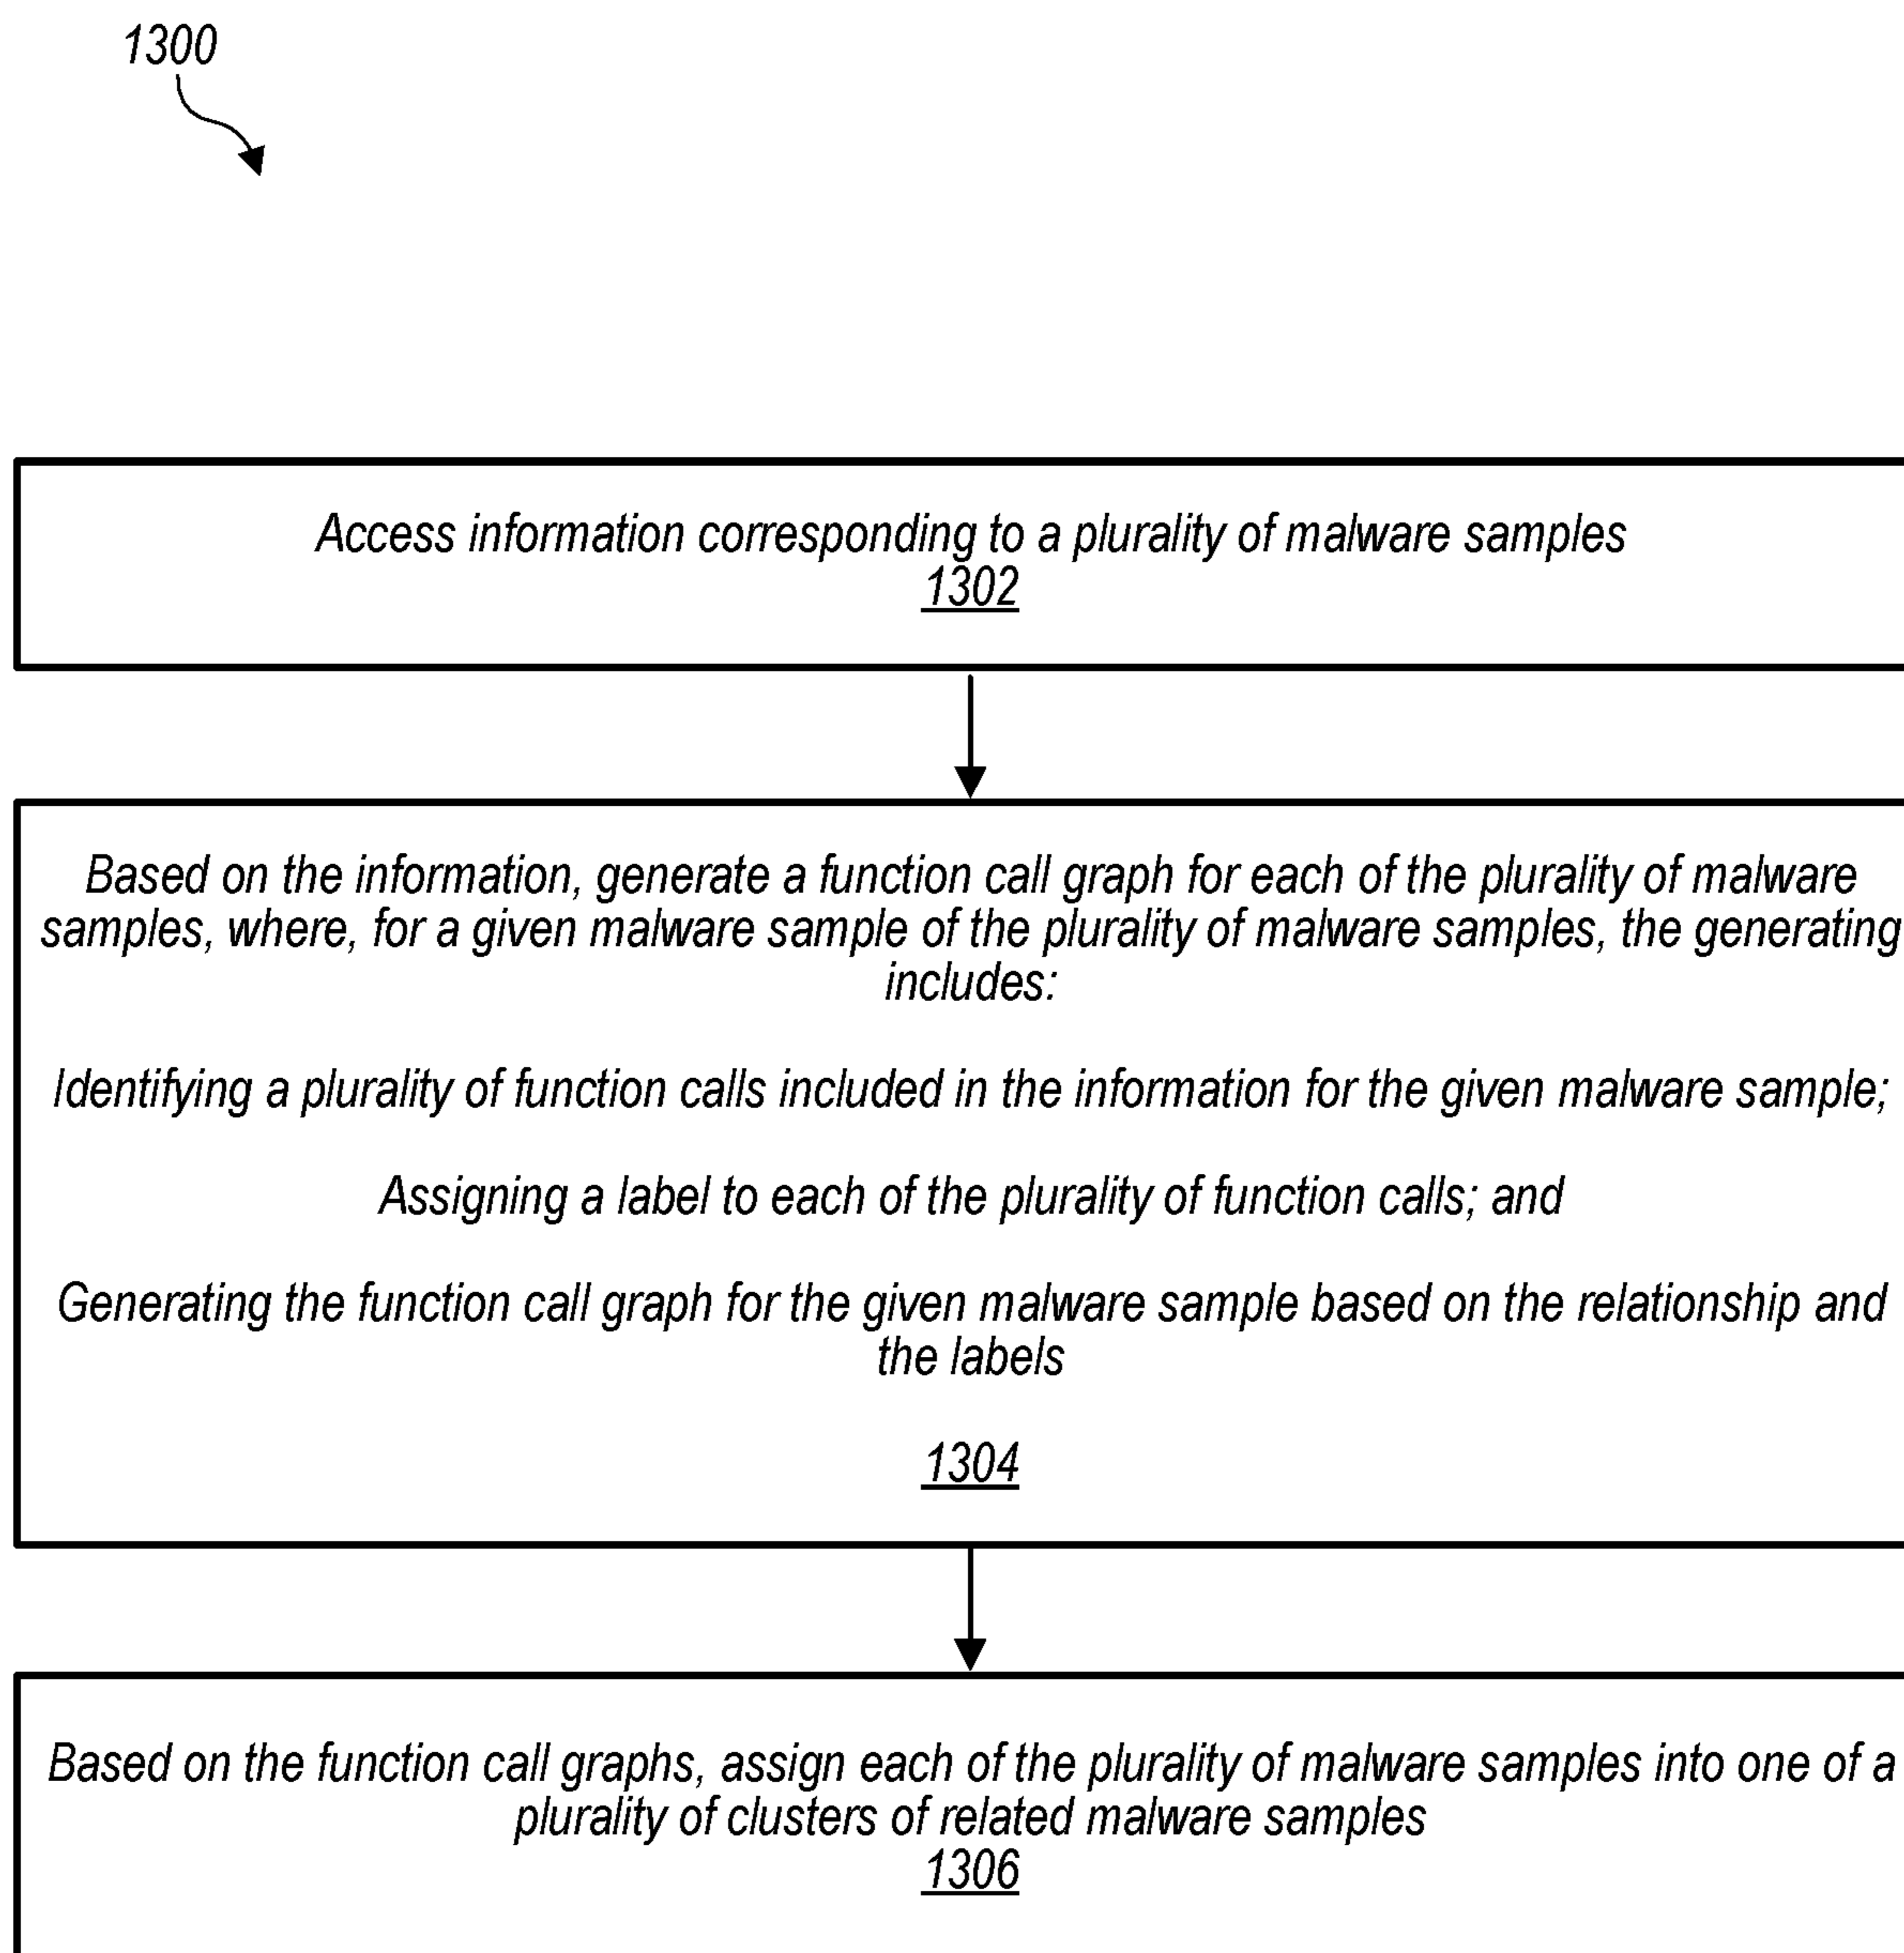 1300
Access information corresponding to a plurality of malware samples
1302
Based on the information, generate a function call graph for each of the plurality of malware
samples, where, for a given malware sample of the plurality of malware samples, the generating
includes:
Identifying a plurality of function calls included in the information for the given malware sample;
Assigning a label to each of the plurality of function calls; and
Generating the function call graph for the given malware sample based on the relationship and
the labels
1304
Based on the function call graphs, assign each of the plurality of malware samples into one of a
plurality of clusters of related malware samples
1306